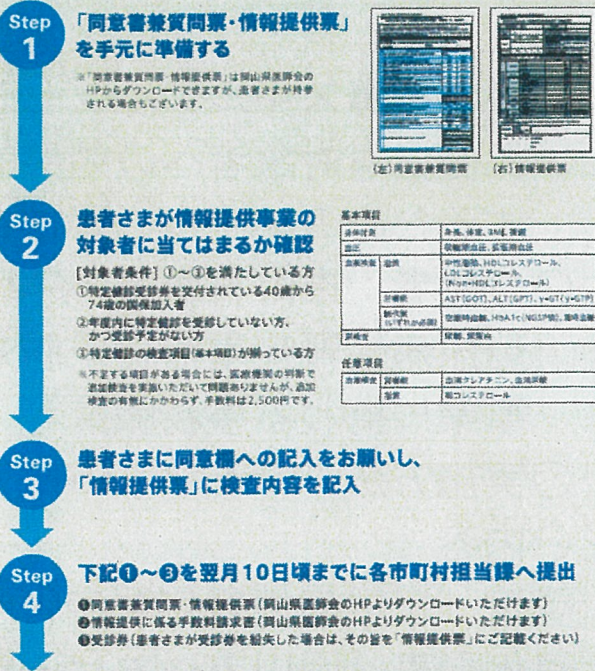 Step
1
「同意書兼質問票・情報提供票」
を手元に準備する
※「同意書兼質問票・情報提供票」は岡山県医師会の
HPからダウンロードできますが、患者さまが持参
される場合もございます。
(左)同意書兼質問票
(右)情報提供票
Step
2
患者さまが情報提供事業の
対象者に当てはまるか確認
[対象者条件]①〜③を満たしている方
①特定健診受診券を交付されている40歳から
74歳の国保加入者
②年度内に特定健診を受診していない方、
かつ受診予定がない方
③特定健診の検査項目(基本項目)が揃っている方
※不足する項目がある場合には、医療機関の判断で
追加検査を実施いただいて問題ありませんが、追加
検査の有無にかかわらず、手数料は2,500円です。
基本項目
身体計測 身長、体重、BMI、腹囲
血圧 収縮期血圧、拡張期血圧
血液検査 脂質 中性脂肪、HDLコレステロール、
LDLコレステロール、
(Non-HDLコレステロール)
肝機能 AST(GOT)、ALT(GPT)、γ-GT(γ-GTP)
糖代謝
(いずれか必須) 空腹時血糖、HbA1c(NGSP値)、随時血糖
尿検査 尿糖、尿蛋白
任意項目
血液検査 腎機能 血清クレアチニン、血清尿酸
脂質 総コレステロール
Step
3
患者さまに同意欄への記入をお願いし、
「情報提供票」に検査内容を記入
Step
4
下記❶〜❸を翌月10日頃までに各市町村担当課へ提出
❶同意書兼質問票・情報提供票(岡山県医師会のHPよりダウンロードいただけます)
❷情報提供に係る手数料請求書(岡山県医師会のHPよりダウンロードいただけます)
❸受診券(患者さまが受診券を紛失した場合は、その旨を「情報提供票」にご記載ください)